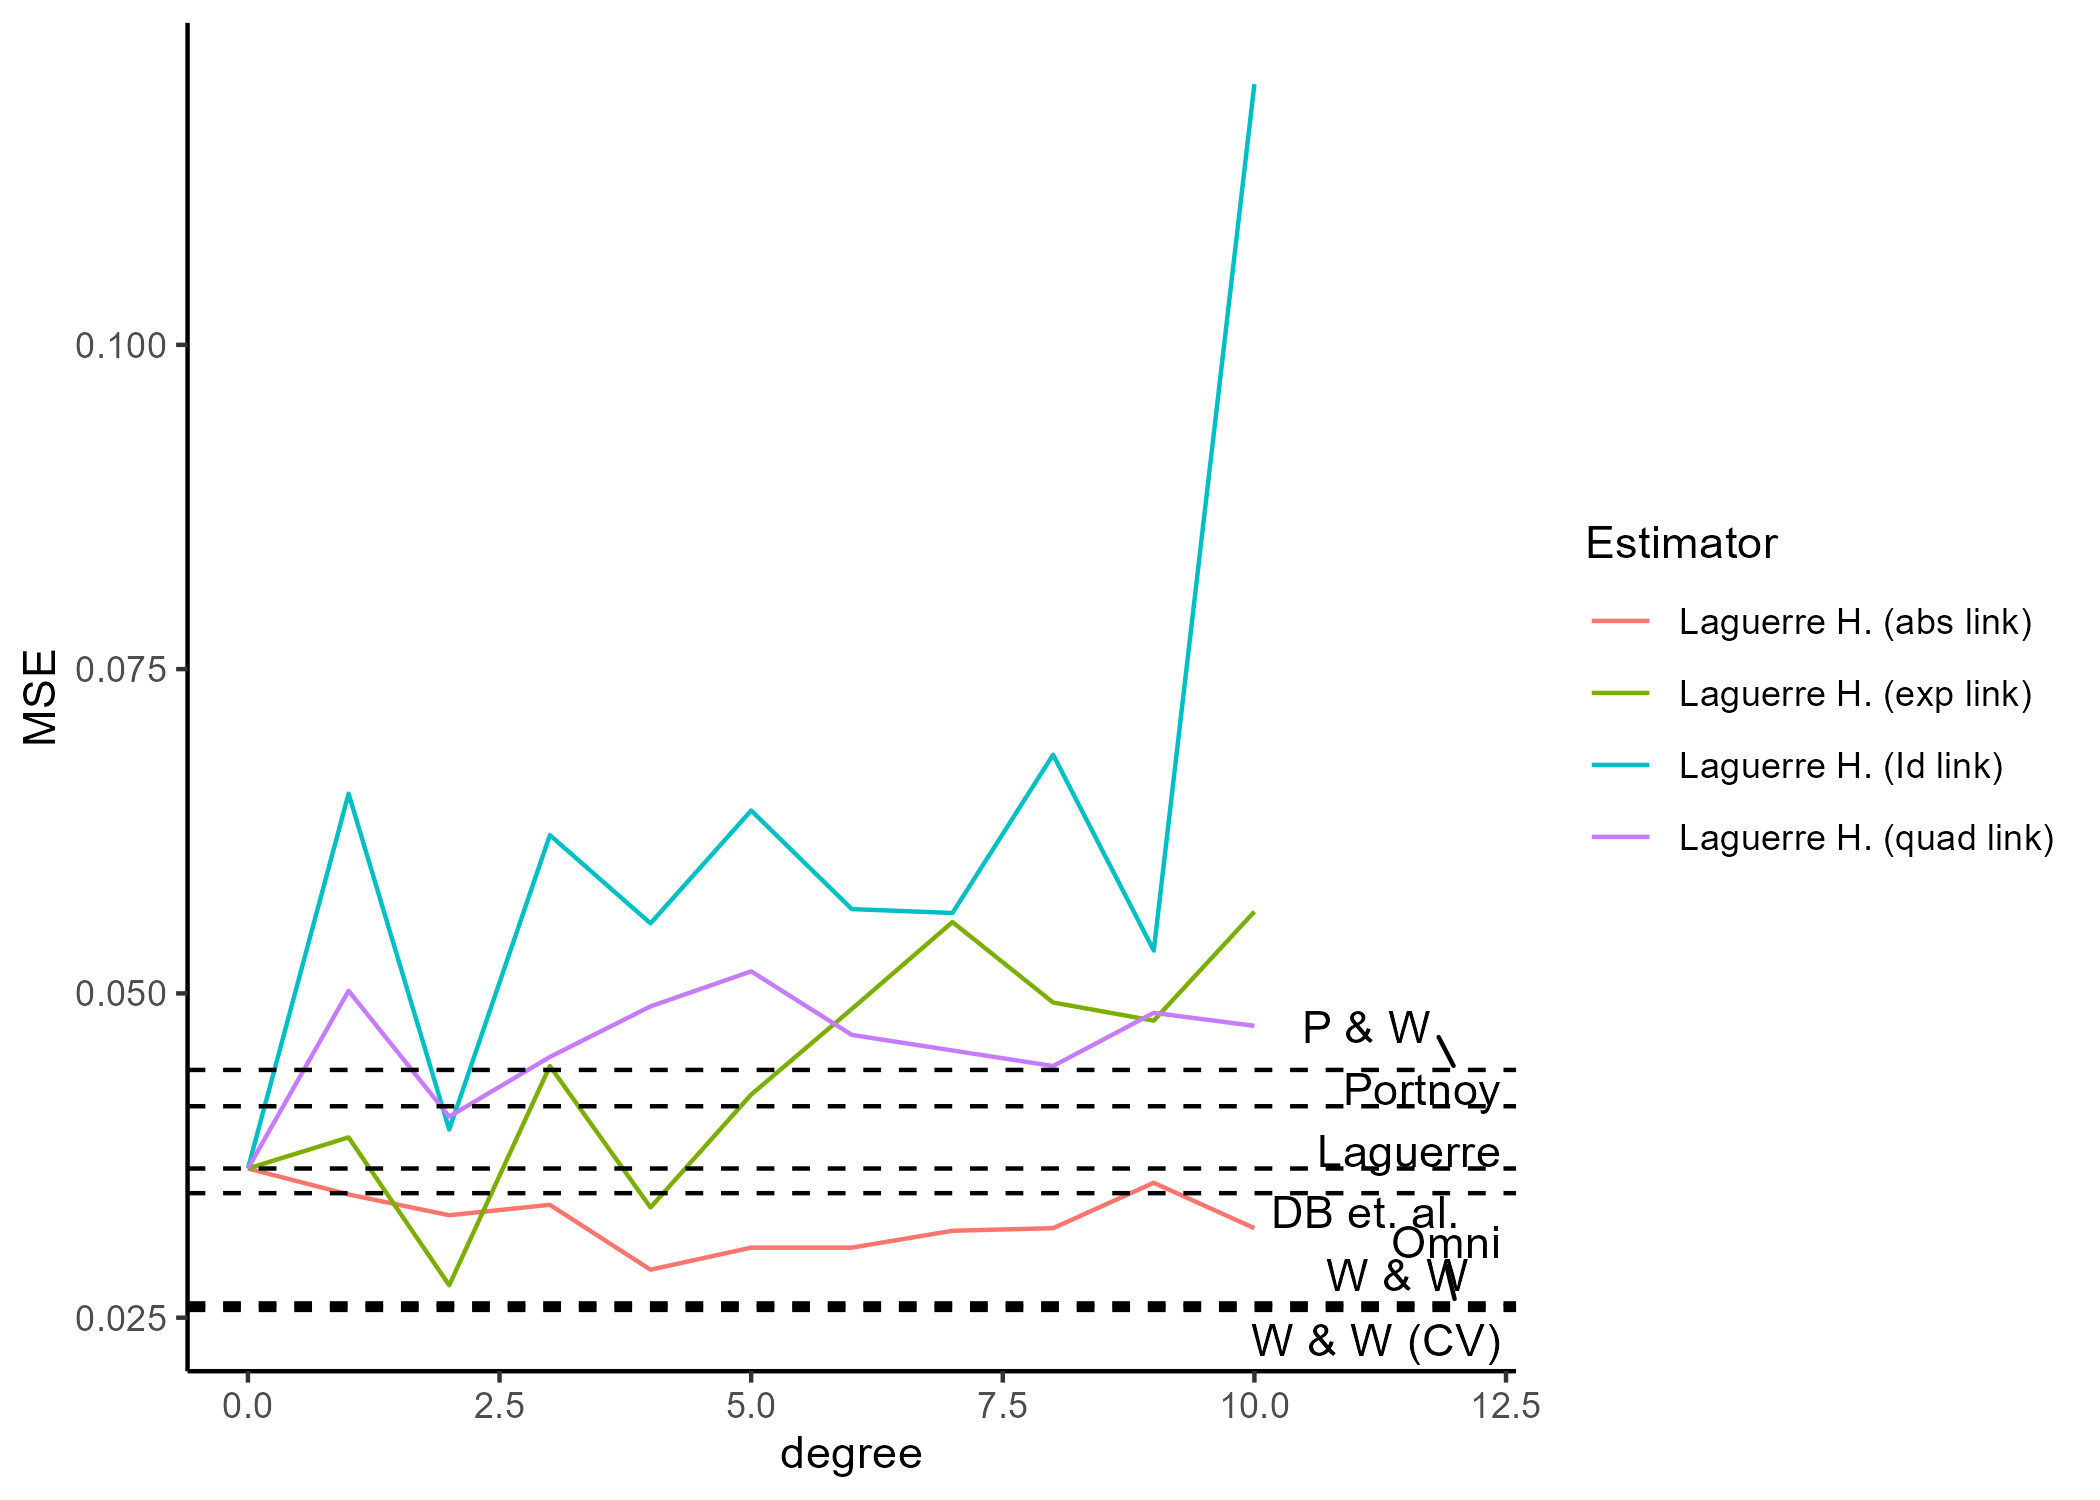 0.100
0.075
0.050
0.025
MSE
0.0
2.5
5.0
7.5
10.0
12.5
degree
P & W
Portnoy
Laguerre
DB et. al.
Omni
W & W
W & W (CV)
Estimator
Laguerre H. (abs link)
Laguerre H. (exp link)
Laguerre H. (Id link)
Laguerre H. (quad link)